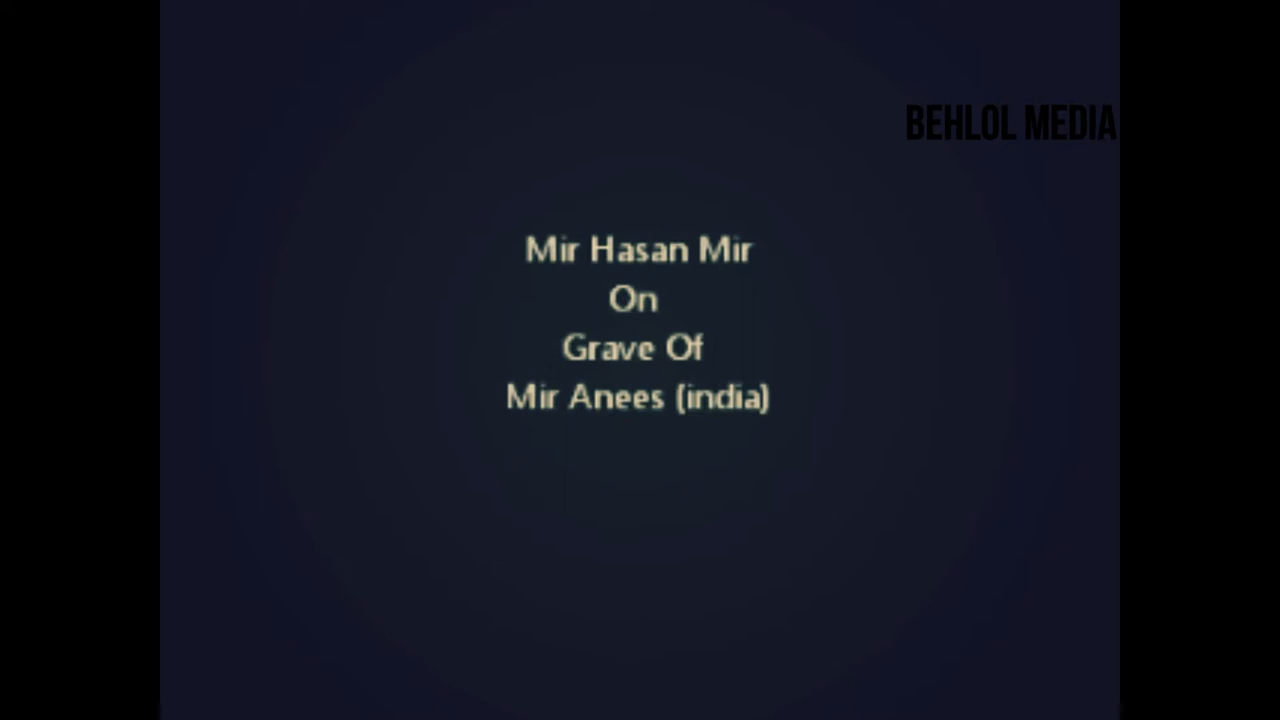 BEHLOL MEDIA
Mir Hasan Mir
On
Grave Of
Mir Anees (india)